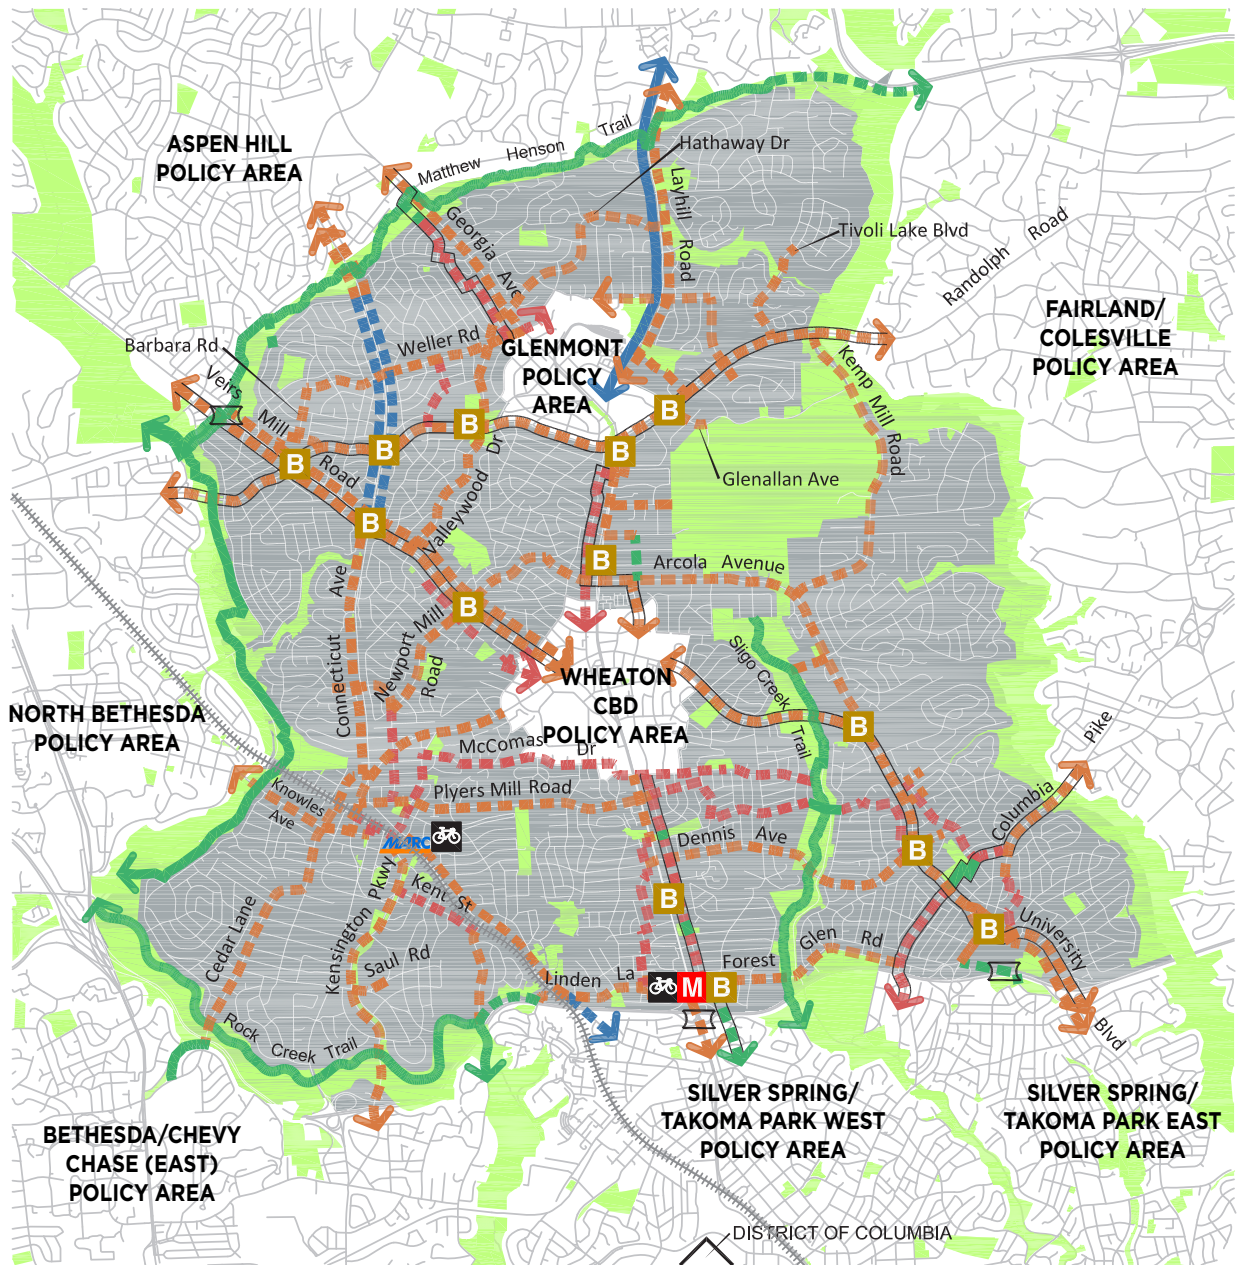 Hathaway Dr
Matthew Henson Trail
ASPEN HILL
POLICY AREA
Layhill Road
Georgia Ave
Tivoli Lake Blvd
Randolph Road
FAIRLAND/
COLESVILLE
POLICY AREA
Barbara Rd
Weller Rd
GLENMONT
POLICY
AREA
Kemp Mill Road
Veirs Mill Road
B
B
B
B
B
Valleywood Dr
Glenallan Ave
B
B
Arcola Avenue
B
Connecticut Ave
Newport Mill Road
Sligo Creek Trail
WHEATON
CBD
POLICY AREA
NORTH BETHESDA
POLICY AREA
B
McComas Dr
Pike
Columbia
Knowles
Ave
Plyers Mill Road
Dennis Ave
MARC
B
Kent St
Kensington Pkwy
B
Cedar Lane
Saul Rd
University
Blvd
B
Glen Rd
Forest
Linden La
M
B
Rock Creek Trail
SILVER SPRING/
TAKOMA PARK WEST
POLICY AREA
SILVER SPRING/
TAKOMA PARK EAST
POLICY AREA
BETHESDA/CHEVY
CHASE (EAST)
POLICY AREA
DISTRICT OF COLUMBIA